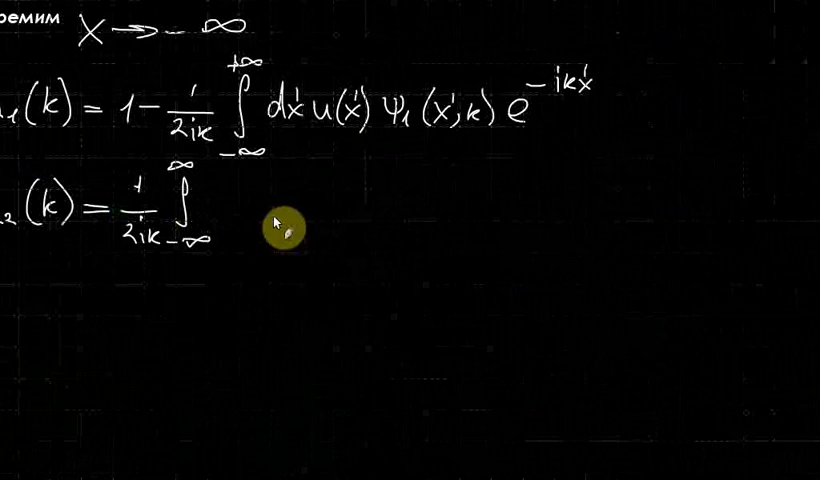 ремим
x → - ∞
₁(k) = 1 - 1/2ik ∫_{-∞}^{+∞} dx' u(x') ψ₁(x', k) e^{-ikx'}
₂(k) = 1/2ik ∫_{-∞}^{∞}